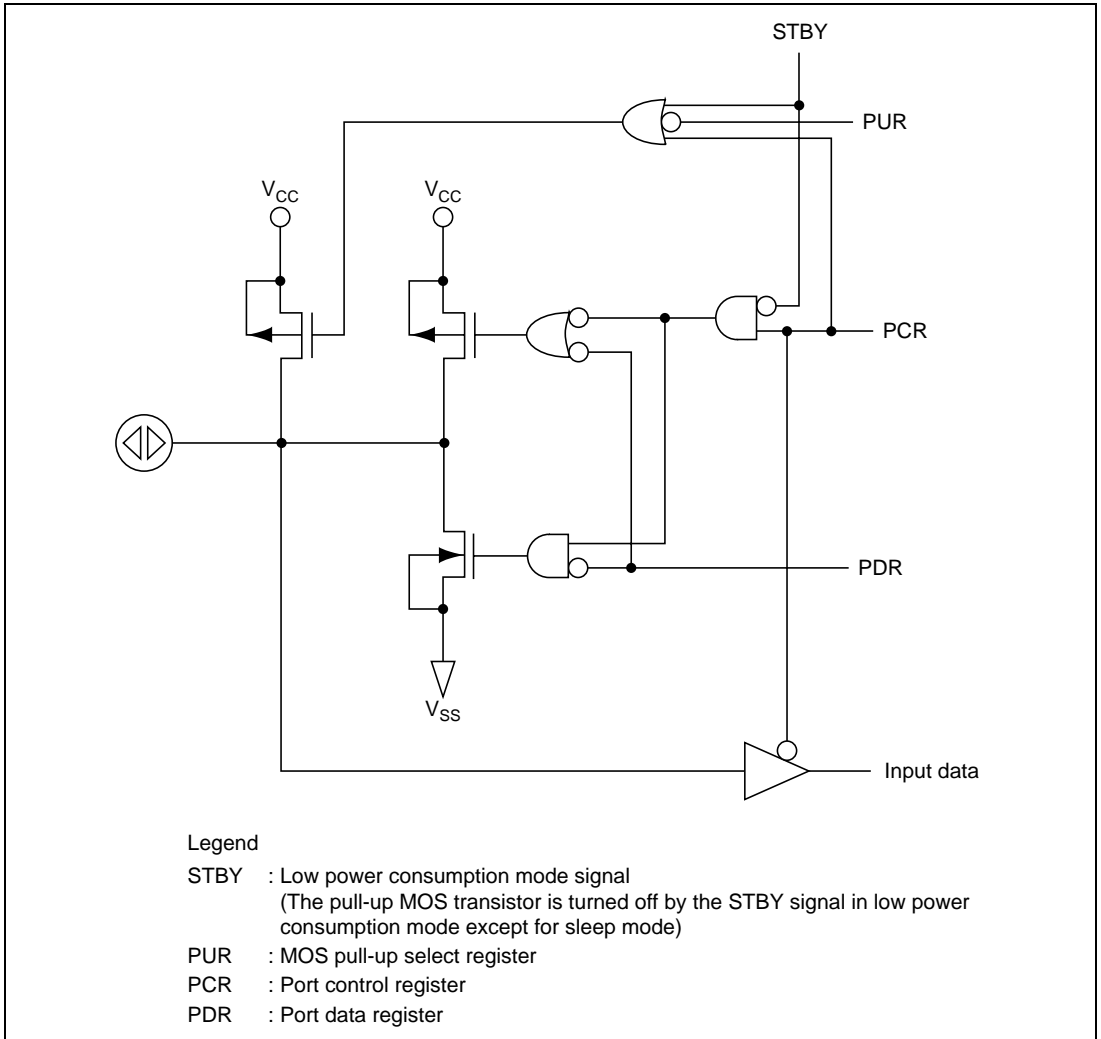 STBY
PUR
VCC
VCC
PCR
PDR
VSS
Input data
Legend
STBY : Low power consumption mode signal
(The pull-up MOS transistor is turned off by the STBY signal in low power
consumption mode except for sleep mode)
PUR : MOS pull-up select register
PCR : Port control register
PDR : Port data register